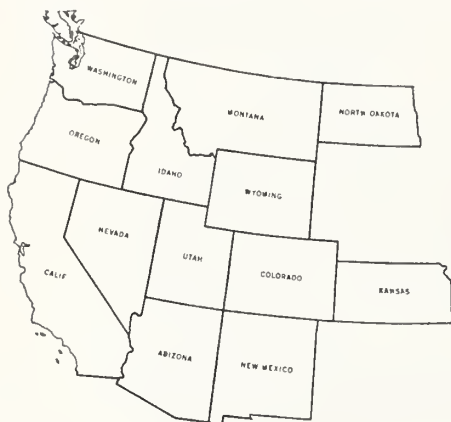 WASHINGTON
MONTANA
NORTH DAKOTA
OREGON
IDAHO
WYOMING
NEVADA
UTAH
COLORADO
CALIF
KANSAS
ARIZONA
NEW MEXICO